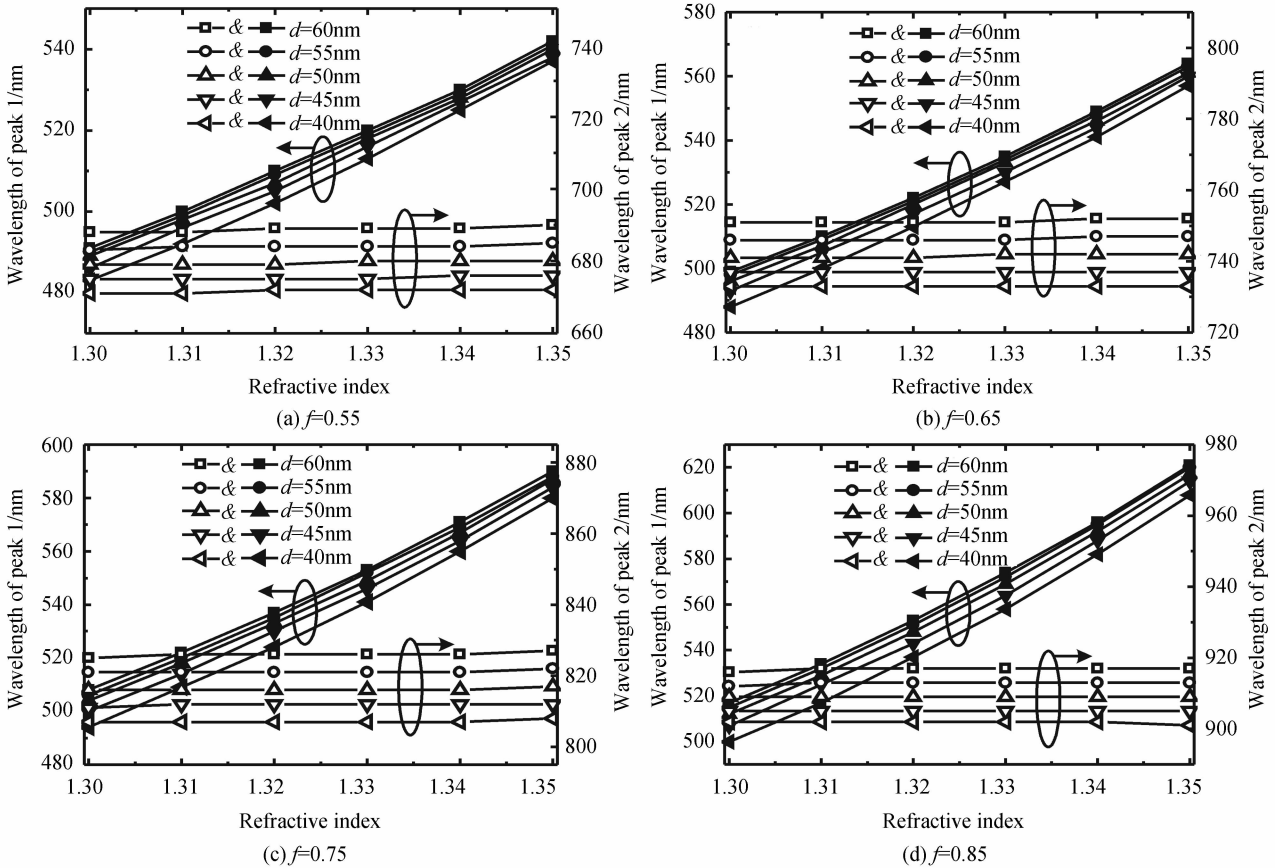 540
520
500
480
Wavelength of peak 1/nm
& d=60nm
& d=55nm
& d=50nm
& d=45nm
& d=40nm
740
720
700
680
660
Wavelength of peak 2/nm
1.30 1.31 1.32 1.33 1.34 1.35
Refractive index
(a) f=0.55
580
560
540
520
500
480
Wavelength of peak 1/nm
& d=60nm
& d=55nm
& d=50nm
& d=45nm
& d=40nm
800
780
760
740
720
Wavelength of peak 2/nm
1.30 1.31 1.32 1.33 1.34 1.35
Refractive index
(b) f=0.65
600
580
560
540
520
500
480
Wavelength of peak 1/nm
& d=60nm
& d=55nm
& d=50nm
& d=45nm
& d=40nm
880
860
840
820
800
Wavelength of peak 2/nm
1.30 1.31 1.32 1.33 1.34 1.35
Refractive index
(c) f=0.75
620
600
580
560
540
520
500
Wavelength of peak 1/nm
& d=60nm
& d=55nm
& d=50nm
& d=45nm
& d=40nm
980
960
940
920
900
Wavelength of peak 2/nm
1.30 1.31 1.32 1.33 1.34 1.35
Refractive index
(d) f=0.85